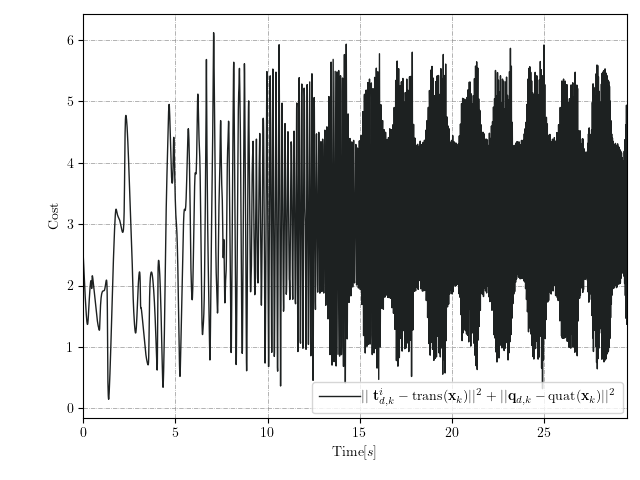 6
5
4
3
2
1
0
Cost
|| t^i_{d,k} − trans(x_k)||^2 + ||q_{d,k} − quat(x_k)||^2
0 5 10 15 20 25
Time[s]